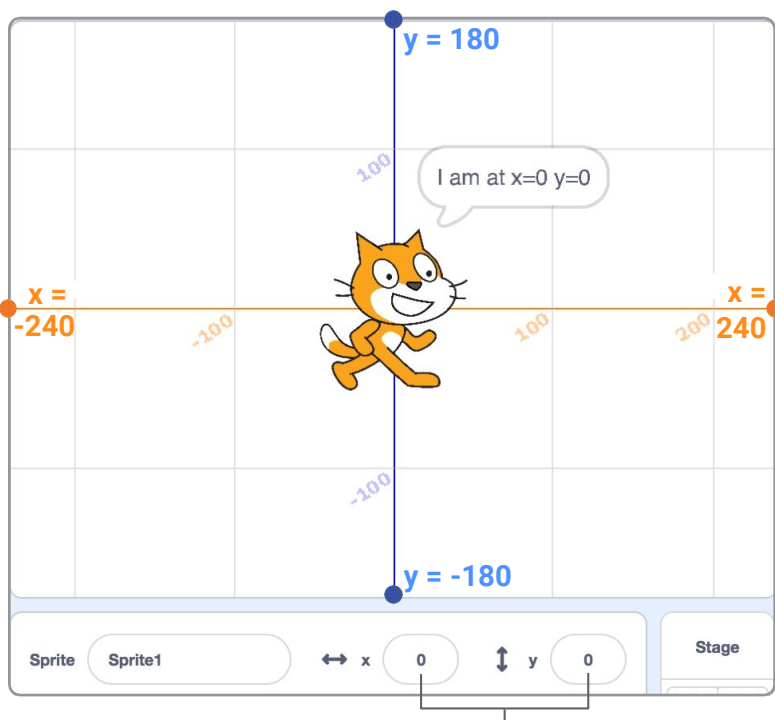 y = 180
100
I am at x=0 y=0
x =
-240
x =
240
-100
100
200
-100
y = -180
Sprite
Sprite1
x
0
y
0
Stage